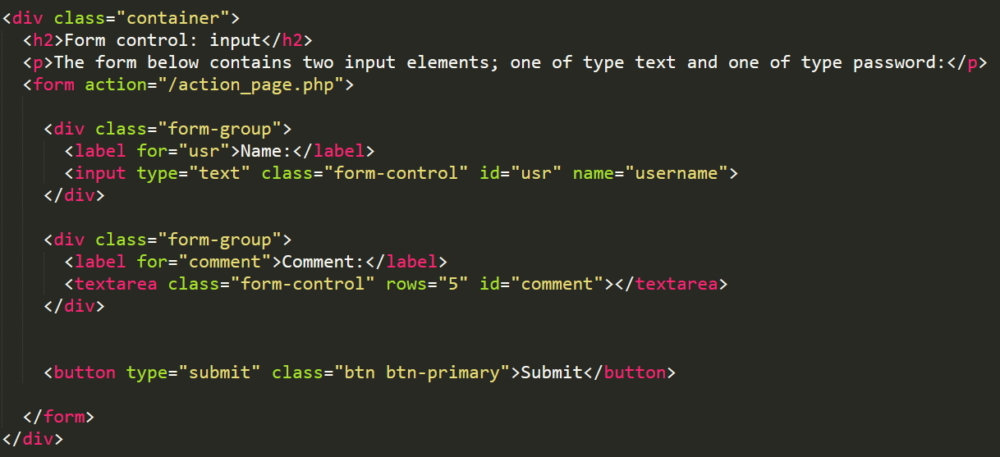 <div class="container">
  <h2>Form control: input</h2>
  <p>The form below contains two input elements; one of type text and one of type password:</p>
  <form action="/action_page.php">

    <div class="form-group">
      <label for="usr">Name:</label>
      <input type="text" class="form-control" id="usr" name="username">
    </div>

    <div class="form-group">
      <label for="comment">Comment:</label>
      <textarea class="form-control" rows="5" id="comment"></textarea>
    </div>


    <button type="submit" class="btn btn-primary">Submit</button>

  </form>
</div>